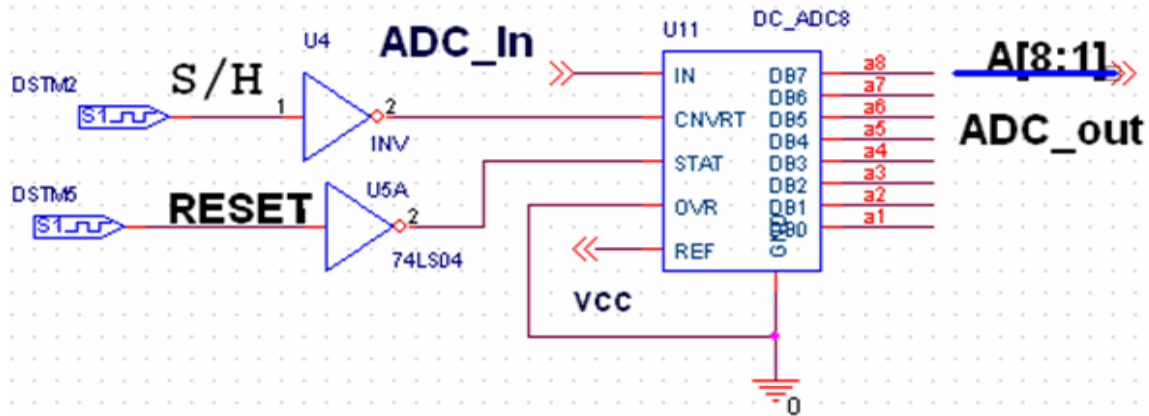 DC_ADC8
U11
U4
ADC_In
A[8:1]
DSTM2
S/H
S1
1
2
INV
IN
CNVRT
STAT
OVR
REF
DB7
DB6
DB5
DB4
DB3
DB2
DB1
DB0
GND
a8
a7
a6
a5
a4
a3
a2
a1
ADC_out
DSTM5
RESET
S1
1
U5A
2
74LS04
VCC
0